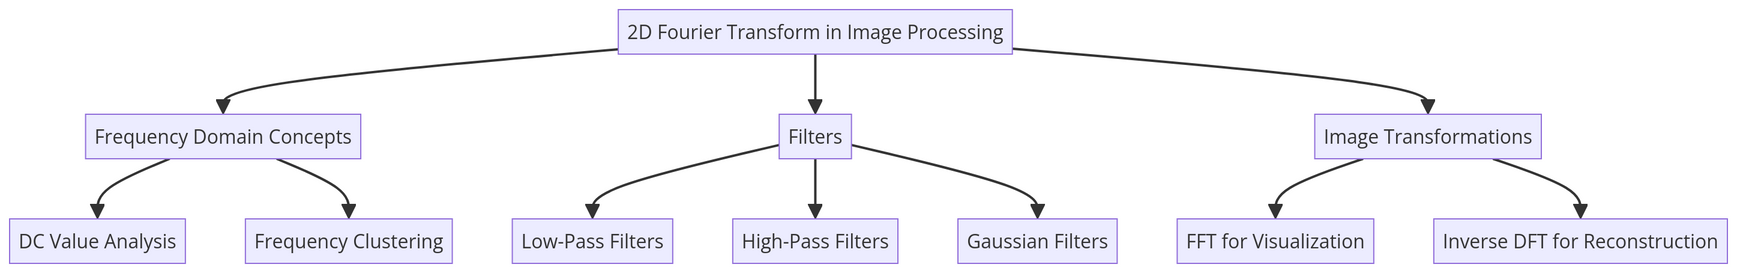 2D Fourier Transform in Image Processing
Frequency Domain Concepts
Filters
Image Transformations
DC Value Analysis
Frequency Clustering
Low-Pass Filters
High-Pass Filters
Gaussian Filters
FFT for Visualization
Inverse DFT for Reconstruction